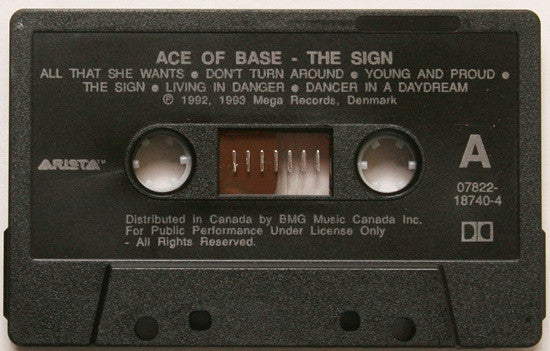 ACE OF BASE - THE SIGN
ALL THAT SHE WANTS • DON'T TURN AROUND • YOUNG AND PROUD •
THE SIGN • LIVING IN DANGER • DANCER IN A DAYDREAM
℗ 1992, 1993 Mega Records, Denmark
ARISTA™
A
07822-
18740-4
Distributed in Canada by BMG Music Canada Inc.
For Public Performance Under License Only
- All Rights Reserved.